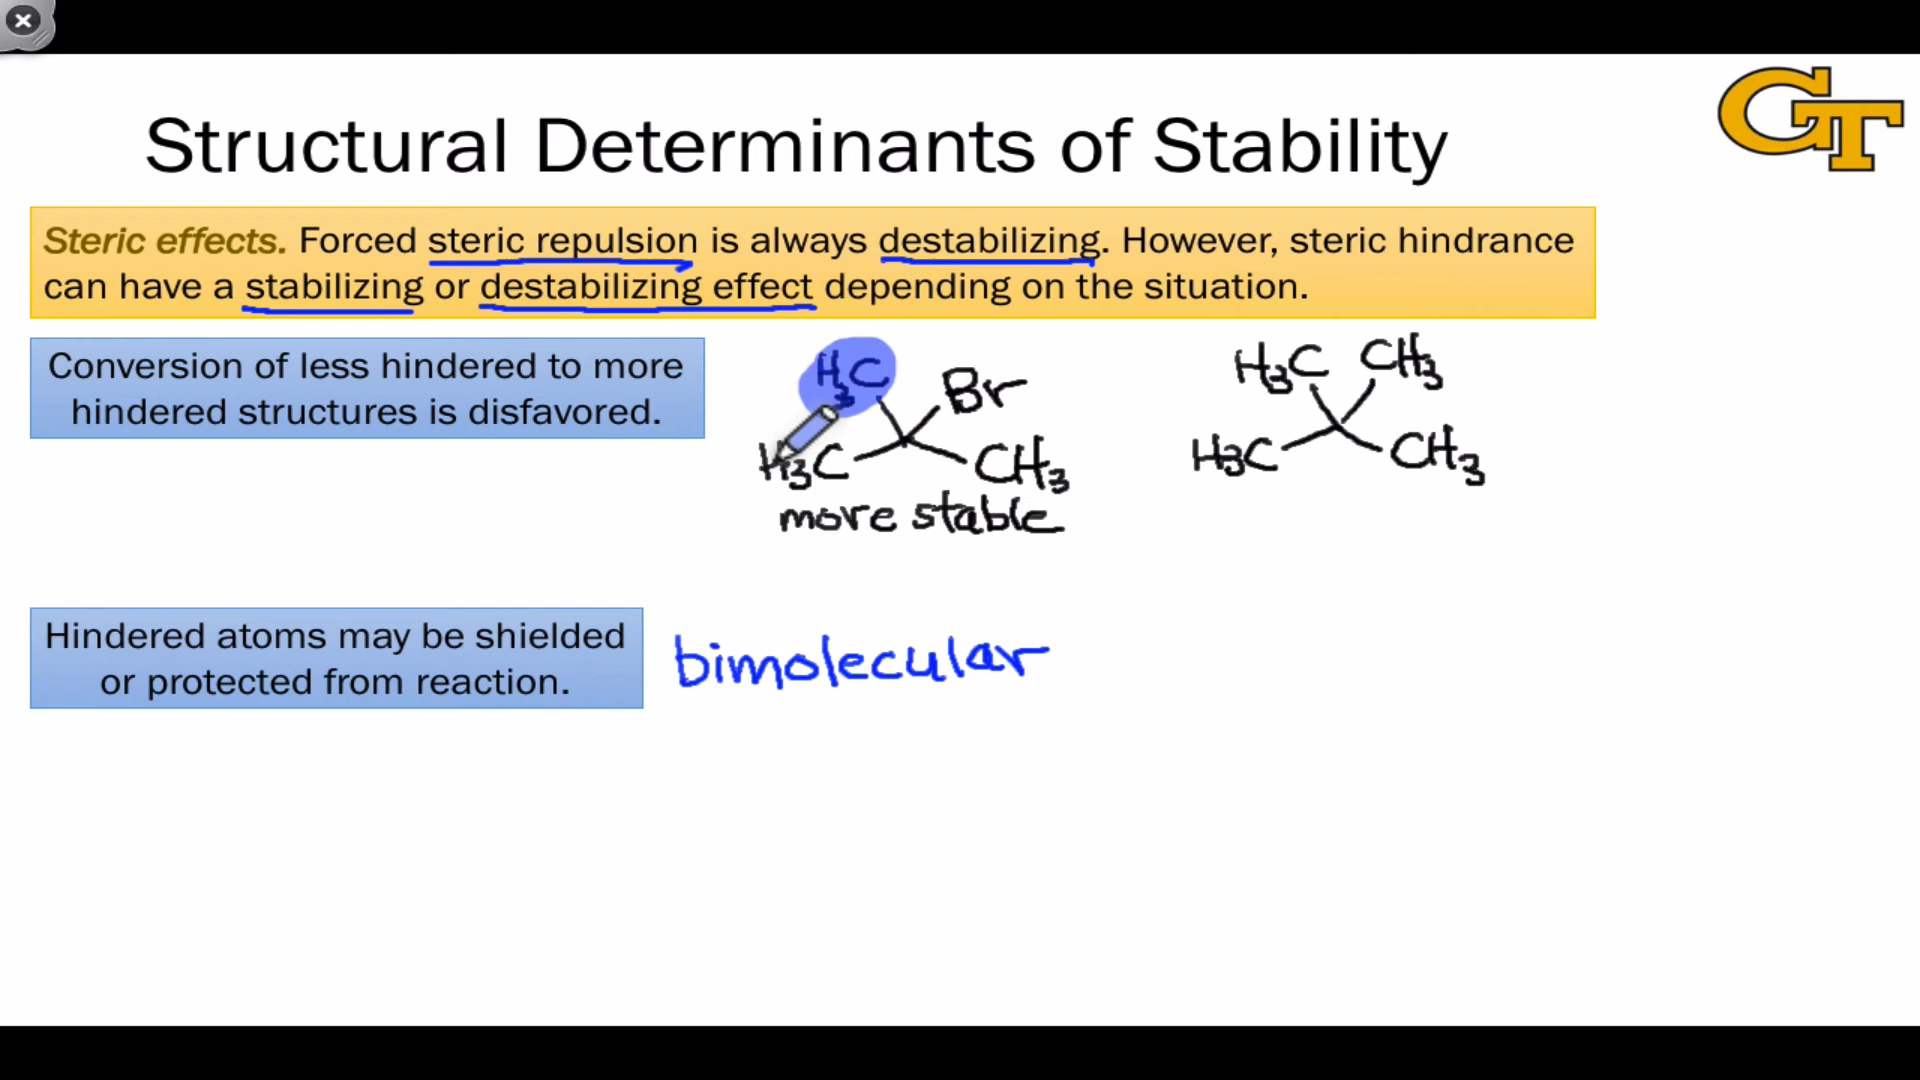 Structural Determinants of Stability
GT
Steric effects. Forced steric repulsion is always destabilizing. However, steric hindrance
can have a stabilizing or destabilizing effect depending on the situation.
Conversion of less hindered to more
hindered structures is disfavored.
H3C Br
H3C CH3
more stable
H3C CH3
H3C CH3
Hindered atoms may be shielded
or protected from reaction.
bimolecular